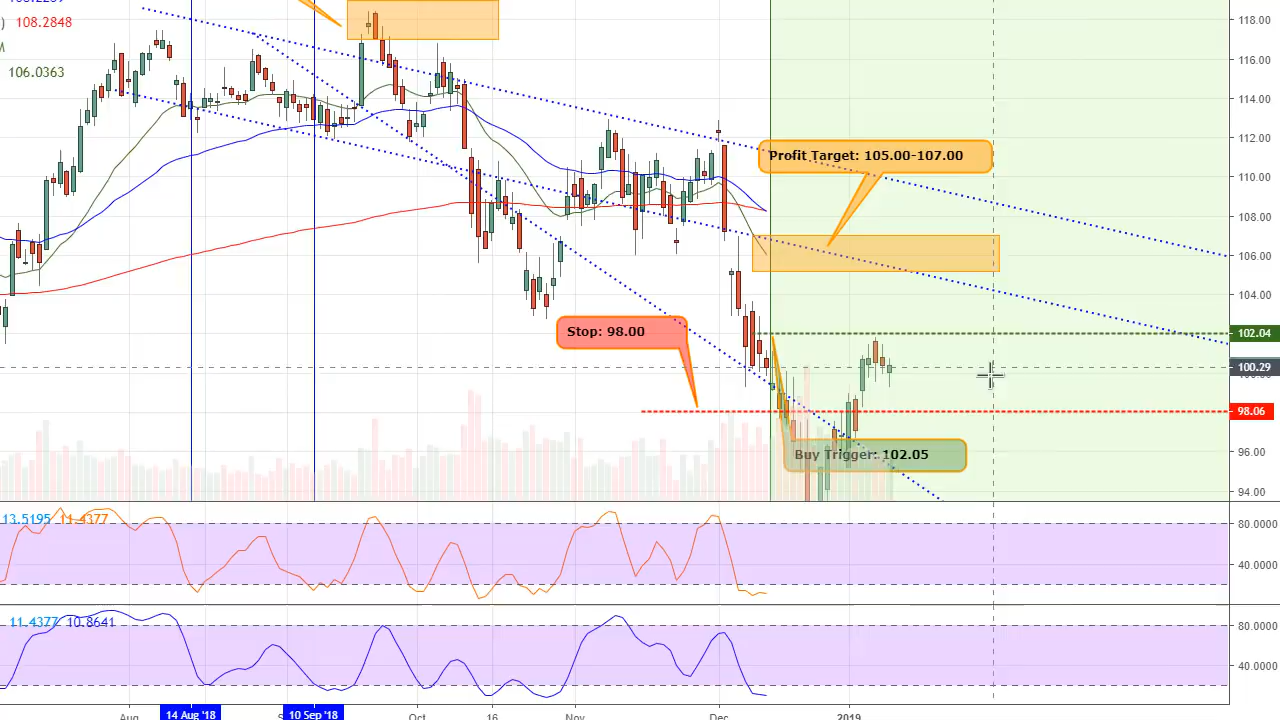 108.2848
M
106.0363
Profit Target: 105.00-107.00
Stop: 98.00
Buy Trigger: 102.05
118.00
116.00
114.00
112.00
110.00
108.00
106.00
104.00
102.04
100.29
98.06
96.00
94.00
13.5195 11.4377
80.0000
40.0000
11.4377 10.8641
80.0000
40.0000
Aug
14 Aug '18
10 Sep '18
Oct
16
Nov
Dec
2019